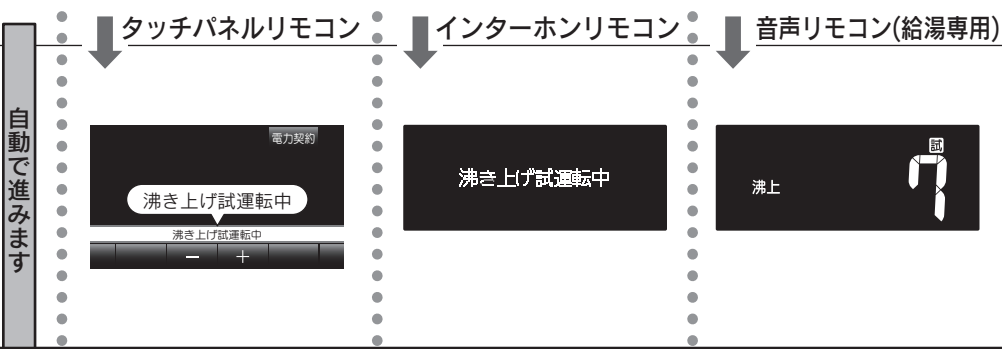 自動で進みます
タッチパネルリモコン
電力契約
沸き上げ試運転中
沸き上げ試運転中
− +
インターホンリモコン
沸き上げ試運転中
音声リモコン(給湯専用)
試
沸上
7